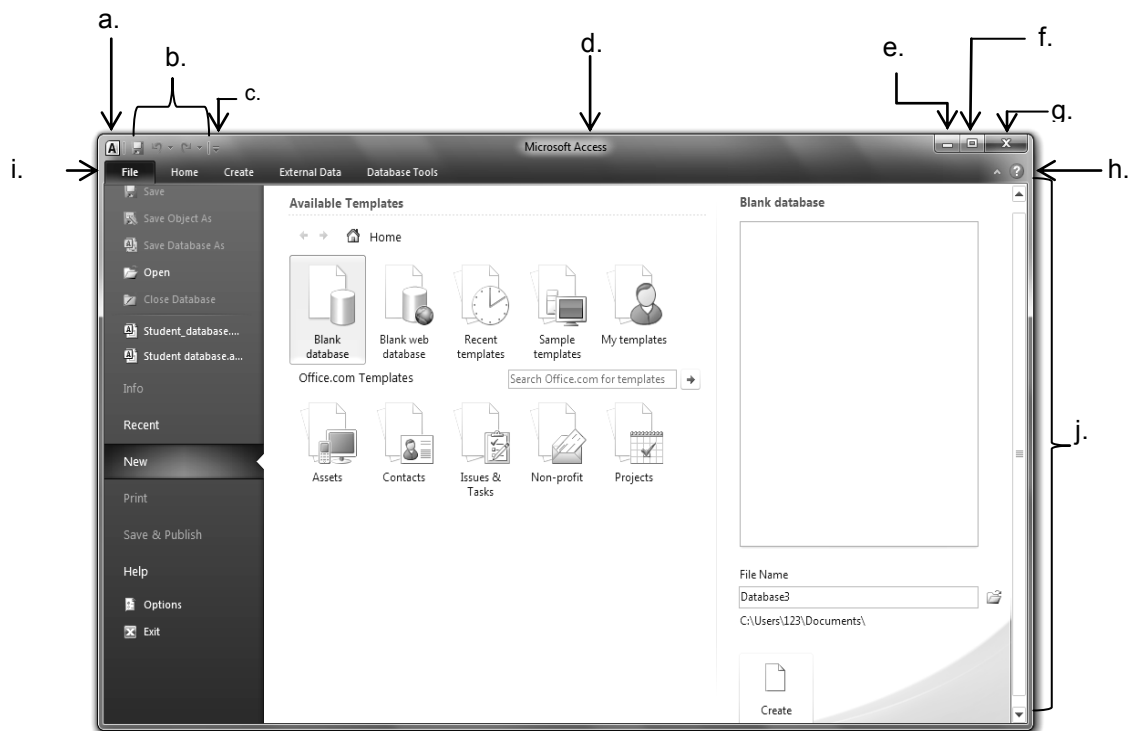 a.
b.
c.
d.
e.
f.
g.
Microsoft Access
i.
File Home Create External Data Database Tools
h.
Save
Save Object As
Save Database As
Open
Close Database
Student_database....
Student database.a...
Info
Recent
New
Print
Save & Publish
Help
Options
Exit
Available Templates
Home
Blank
database
Blank web
database
Recent
templates
Sample
templates
My templates
Office.com Templates
Search Office.com for templates
Assets
Contacts
Issues &
Tasks
Non-profit
Projects
Blank database
File Name
Database3
C:\Users\123\Documents\
Create
j.